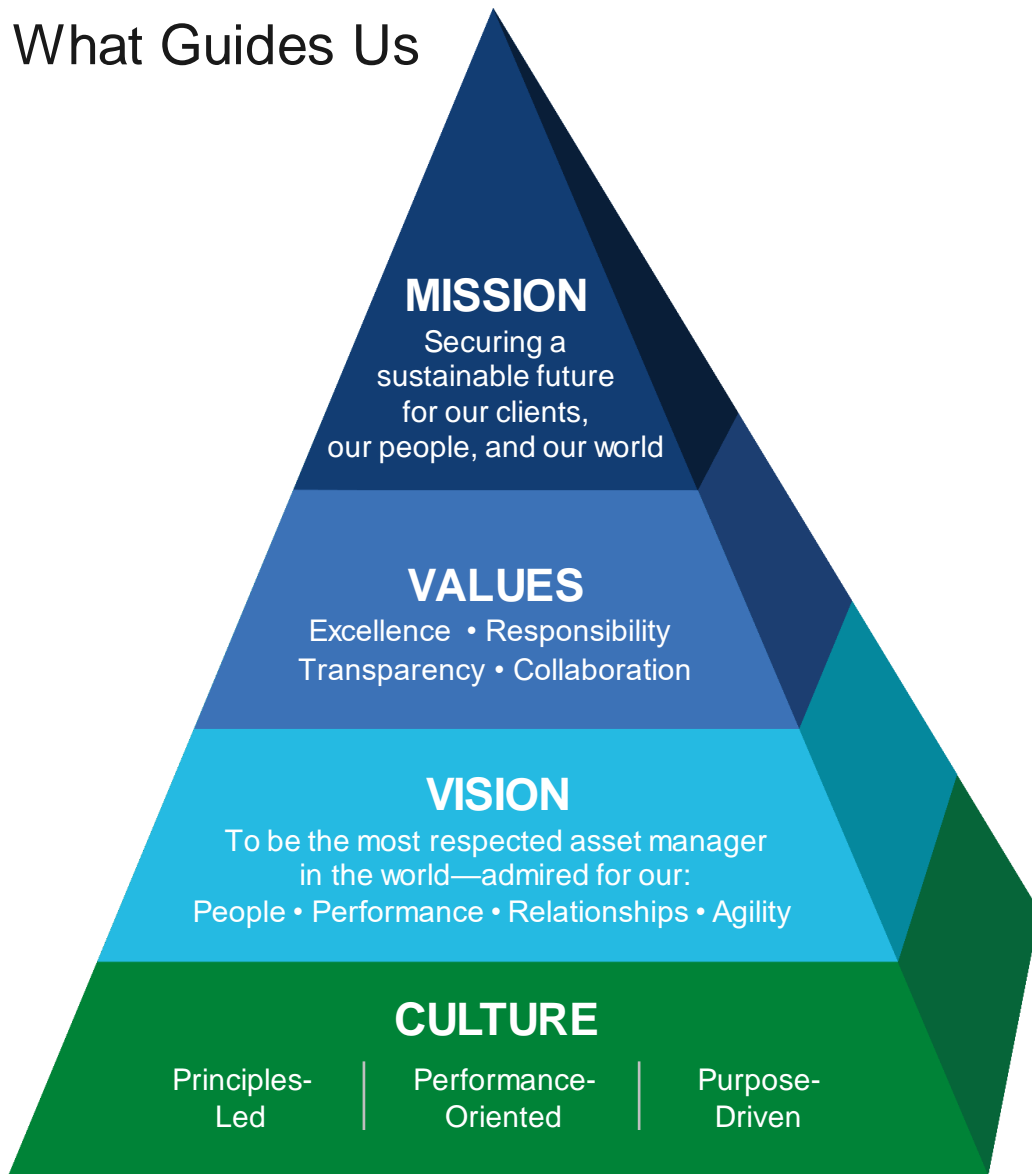 What Guides Us
MISSION
Securing a
sustainable future
for our clients,
our people, and our world
VALUES
Excellence • Responsibility
Transparency • Collaboration
VISION
To be the most respected asset manager
in the world—admired for our:
People • Performance • Relationships • Agility
CULTURE
Principles-
Led
Performance-
Oriented
Purpose-
Driven